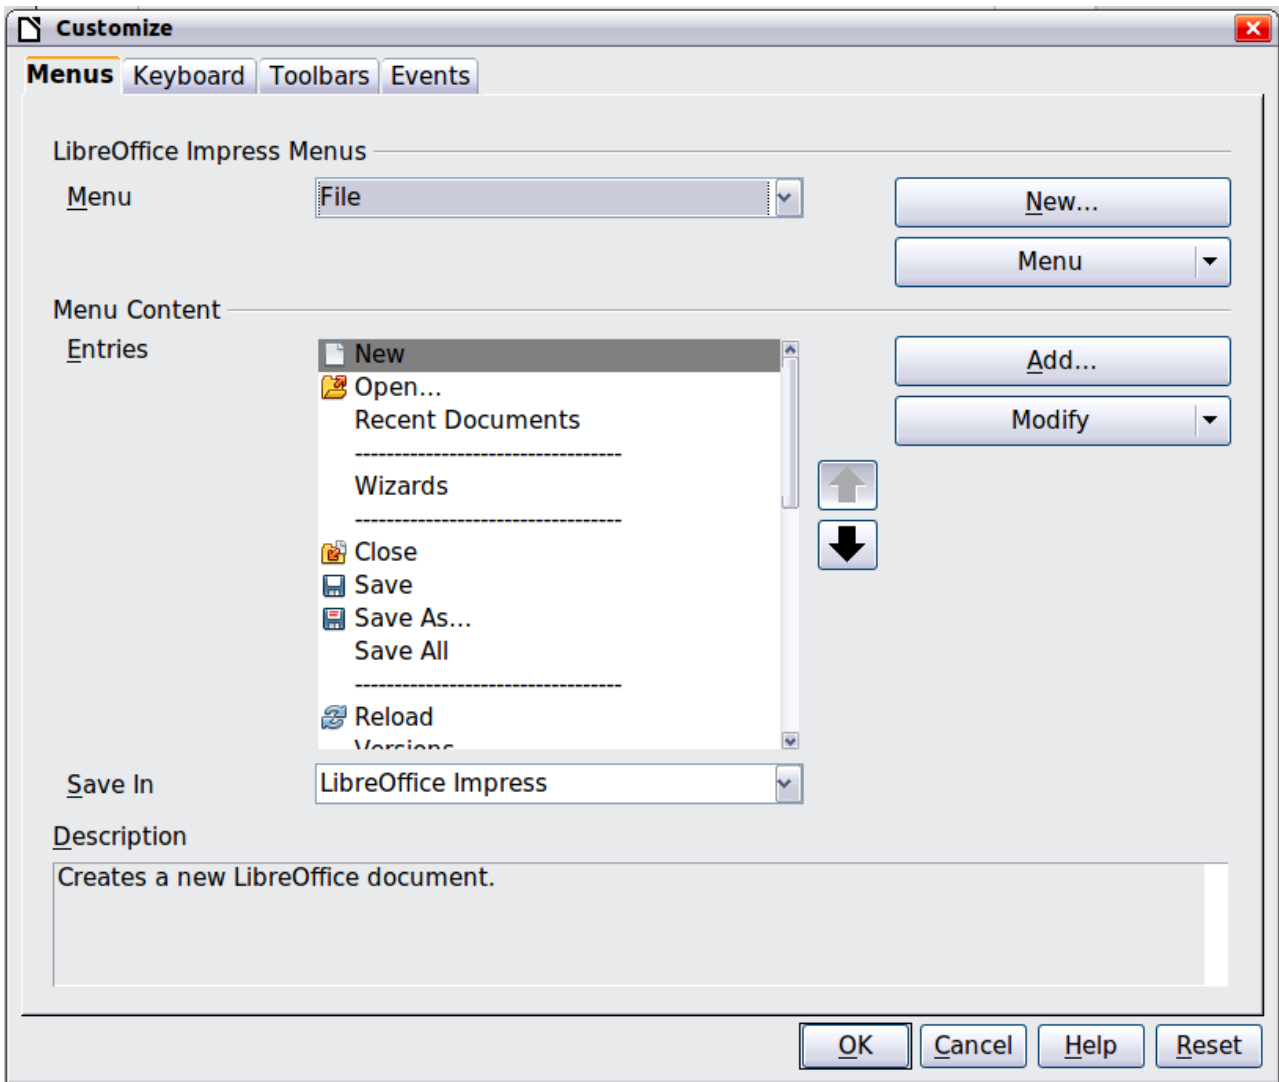 Customize
Menus Keyboard Toolbars Events
LibreOffice Impress Menus
Menu File New...
Menu
Menu Content
Entries
New
Add...
Open...
Recent Documents
Modify
----------------------------------
Wizards
----------------------------------
Close
Save
Save As...
Save All
----------------------------------
Reload
Versions
Save In LibreOffice Impress
Description
Creates a new LibreOffice document.
OK Cancel Help Reset